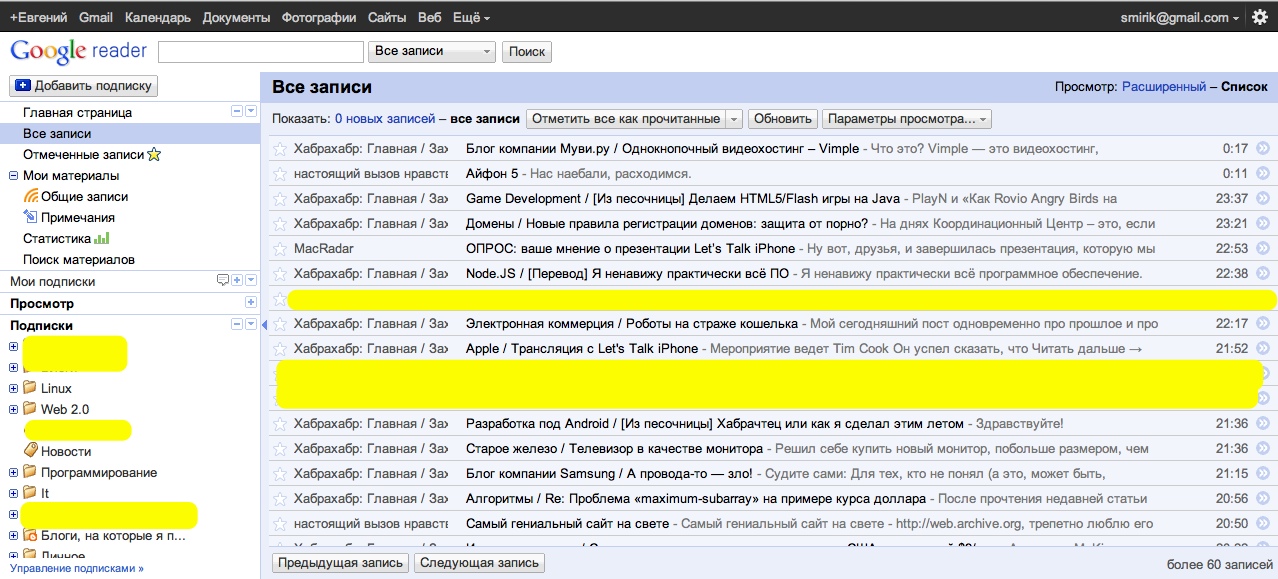 +Евгений Gmail Календарь Документы Фотографии Сайты Веб Ещё smirik@gmail.com
Google reader Все записи Поиск
Добавить подписку
Главная страница
Все записи
Отмеченные записи
Мои материалы
Общие записи
Примечания
Статистика
Поиск материалов
Мои подписки
Просмотр
Подписки
Linux
Web 2.0
Новости
Программирование
It
Блоги, на которые я п...
Личное
Управление подписками »
Все записи Просмотр: Расширенный – Список
Показать: 0 новых записей – все записи Отметить все как прочитанные Обновить Параметры просмотра...
Хабрахабр: Главная / Зах Блог компании Муви.ру / Однокнопочный видеохостинг – Vimple - Что это? Vimple — это видеохостинг, 0:17
настоящий вызов нравств Айфон 5 - Нас наебали, расходимся. 0:11
Хабрахабр: Главная / Зах Game Development / [Из песочницы] Делаем HTML5/Flash игры на Java - PlayN и «Как Rovio Angry Birds на 23:37
Хабрахабр: Главная / Зах Домены / Новые правила регистрации доменов: защита от порно? - На днях Координационный Центр – это, если 23:21
MacRadar ОПРОС: ваше мнение о презентации Let’s Talk iPhone - Ну вот, друзья, и завершилась презентация, которую мы 22:53
Хабрахабр: Главная / Зах Node.JS / [Перевод] Я ненавижу практически всё ПО - Я ненавижу практически всё программное обеспечение. 22:38
Хабрахабр: Главная / Зах Электронная коммерция / Роботы на страже кошелька - Мой сегодняшний пост одновременно про прошлое и про 22:17
Хабрахабр: Главная / Зах Apple / Трансляция с Let's Talk iPhone - Мероприятие ведет Tim Cook Он успел сказать, что Читать дальше → 21:52
Хабрахабр: Главная / Зах Разработка под Android / [Из песочницы] Хабрачтец или как я сделал этим летом - Здравствуйте! 21:36
Хабрахабр: Главная / Зах Старое железо / Телевизор в качестве монитора - Решил себе купить новый монитор, побольше размером, чем 21:36
Хабрахабр: Главная / Зах Блог компании Samsung / А провода-то — зло! - Судите сами: Для тех, кто не понял (а это, может быть, 21:15
Хабрахабр: Главная / Зах Алгоритмы / Re: Проблема «maximum-subarray» на примере курса доллара - После прочтения недавней статьи 20:56
настоящий вызов нравств Самый гениальный сайт на свете - Самый гениальный сайт на свете - http://web.archive.org, трепетно люблю его 20:50
Предыдущая запись Следующая запись более 60 записей